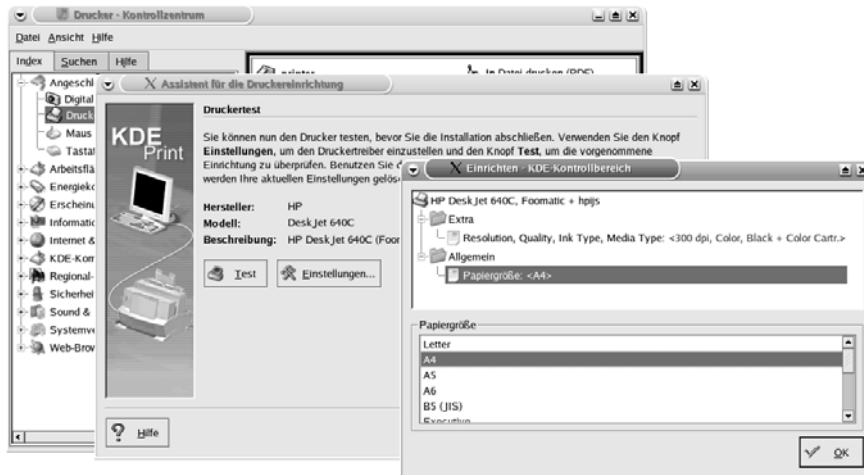 Drucker - Kontrollzentrum
Datei Ansicht Hilfe
Index Suchen Hilfe
printer
In Datei drucken (PDF)
Angeschl
Digital
Druck
Maus
Tastat
Arbeitsflä
Energieko
Erscheinu
Informatic
Internet &
KDE-Kom
Regional-
Sicherhei
Sound &
Systemve
Web-Brow
Assistent für die Druckereinrichtung
KDE
Print
Druckertest
Sie können nun den Drucker testen, bevor Sie die Installation abschließen. Verwenden Sie den Knopf
Einstellungen, um den Druckertreiber einzustellen und den Knopf Test, um die vorgenommene
Einrichtung zu überprüfen. Benutzen Sie d
werden Ihre aktuellen Einstellungen gelös
Hersteller: HP
Modell: DeskJet 640C
Beschreibung: HP DeskJet 640C (Foor
Test
Einstellungen...
Hilfe
Einrichten - KDE-Kontrollbereich
HP DeskJet 640C, Foomatic + hpijs
Extra
Resolution, Quality, Ink Type, Media Type: <300 dpi, Color, Black + Color Cartr.>
Allgemein
Papiergröße: <A4>
Papiergröße
Letter
A4
A5
A6
B5 (JIS)
Executive
OK